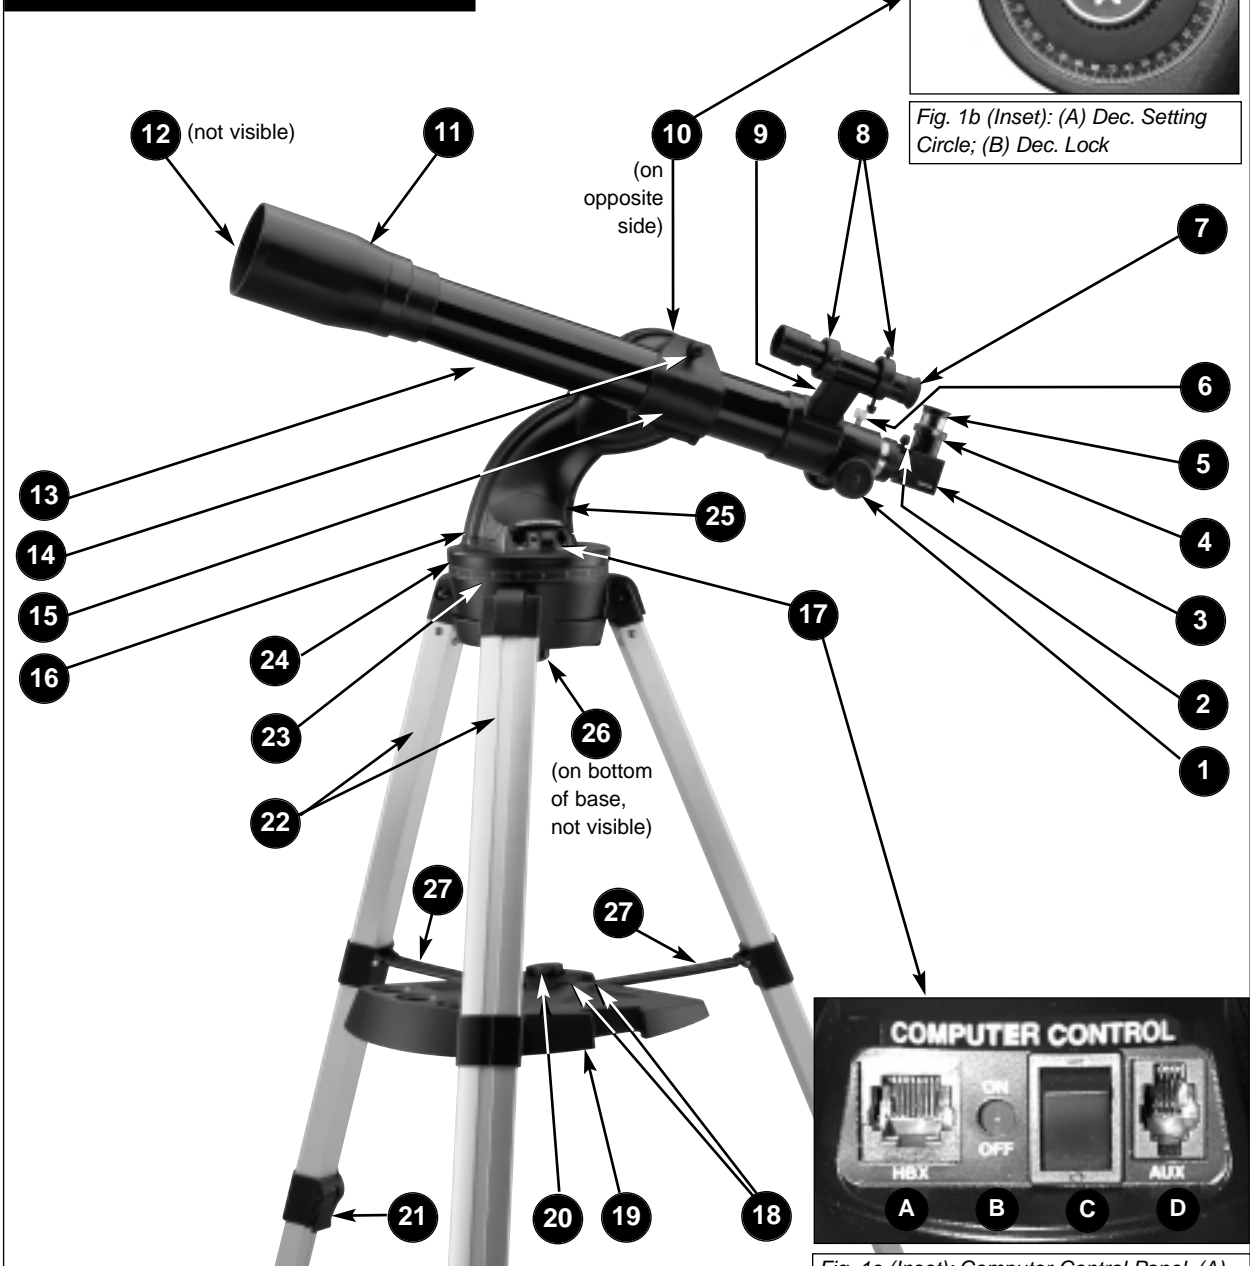 Fig. 1b (Inset): (A) Dec. Setting
Circle; (B) Dec. Lock
12 (not visible)
11
10
(on
opposite
side)
9
8
7
6
5
4
3
2
1
13
14
15
16
25
17
24
23
26
(on bottom
of base,
not visible)
22
27
27
21
20
19
18
COMPUTER CONTROL
ON
OFF
HBX
AUX
A
B
C
D
Fig. 1c (Inset): Computer Control Panel. (A)